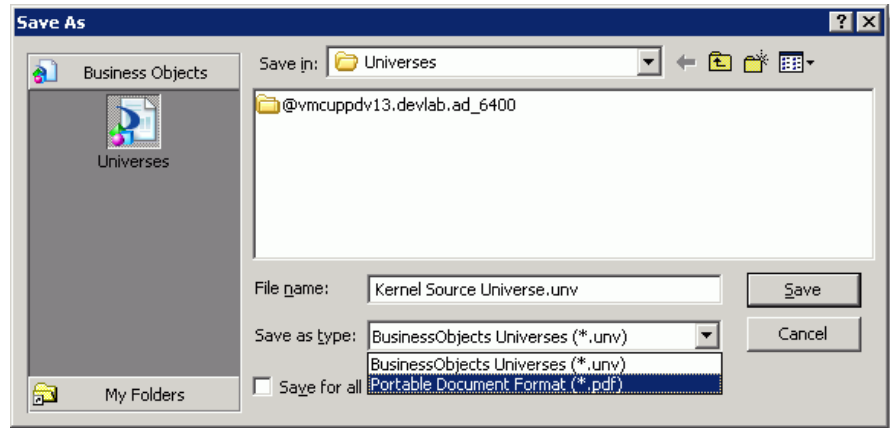 Save As
Business Objects
Save in: Universes
@vmcuppdv13.devlab.ad_6400
Universes
File name: Kernel Source Universe.unv
Save
Save as type: BusinessObjects Universes (*.unv)
Cancel
BusinessObjects Universes (*.unv)
Save for all
Portable Document Format (*.pdf)
My Folders